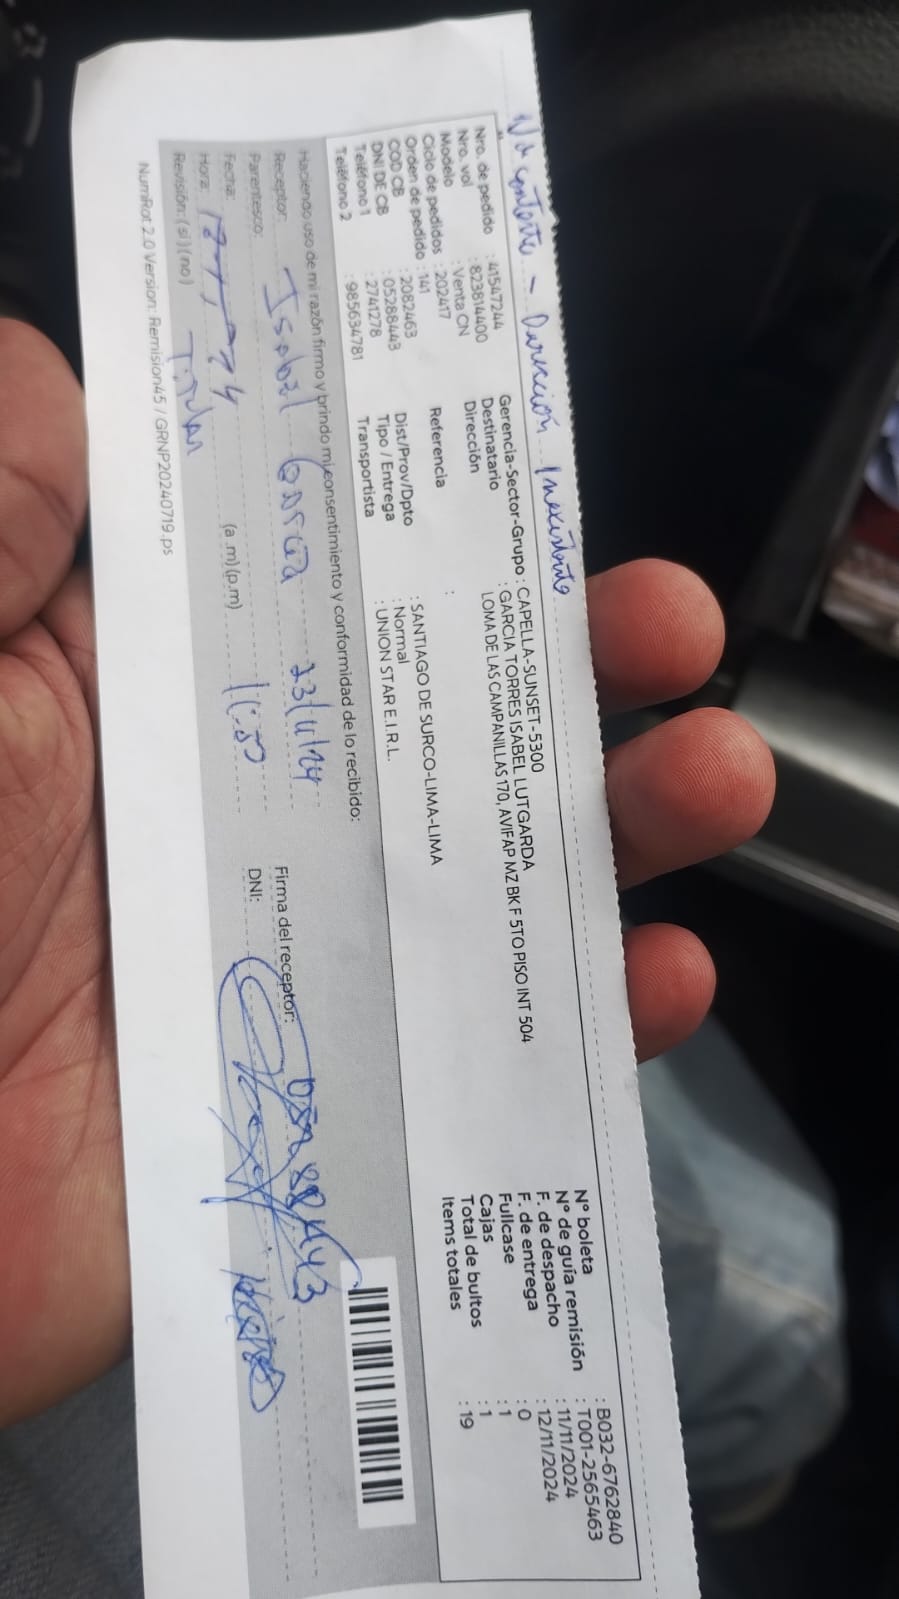 No contesta - Dirección Inexistente
Nro. de pedido : 41547244
Nro. vol : 823814400
Modelo : Venta CN
Ciclo de pedidos : 202417
Orden de pedido : 141
COD CB : 2082463
DNI DE CB : 05288443
Teléfono 1 : 2741278
Teléfono 2 : 985634781
Gerencia-Sector-Grupo : CAPELLA-SUNSET-5300
Destinatario : GARCIA TORRES ISABEL LUTGARDA
Dirección LOMA DE LAS CAMPANILLAS 170, AVIFAP MZ BK F 5TO PISO INT 504
Referencia :
Dist/Prov/Dpto : SANTIAGO DE SURCO-LIMA-LIMA
Tipo / Entrega : Normal
Transportista : UNION STAR E.I.R.L.
N° boleta : B032-6762840
N° de guía remisión : T001-2565463
F. de despacho : 11/11/2024
F. de entrega : 12/11/2024
Fullcase : 0
Cajas : 1
Total de bultos : 1
Items totales : 19
Haciendo uso de mi razón firmo y brindo mi consentimiento y conformidad de lo recibido:
Receptor: Isabel Garcia 23/11/24
Parentesco: 11:50
Fecha: (a.m)(p.m)
Hora: Titular
Revisión: (si)(no)
Firma del receptor:
DNI:
NumRot 2.0 Version: Remision45 / GRNP20240719.ps